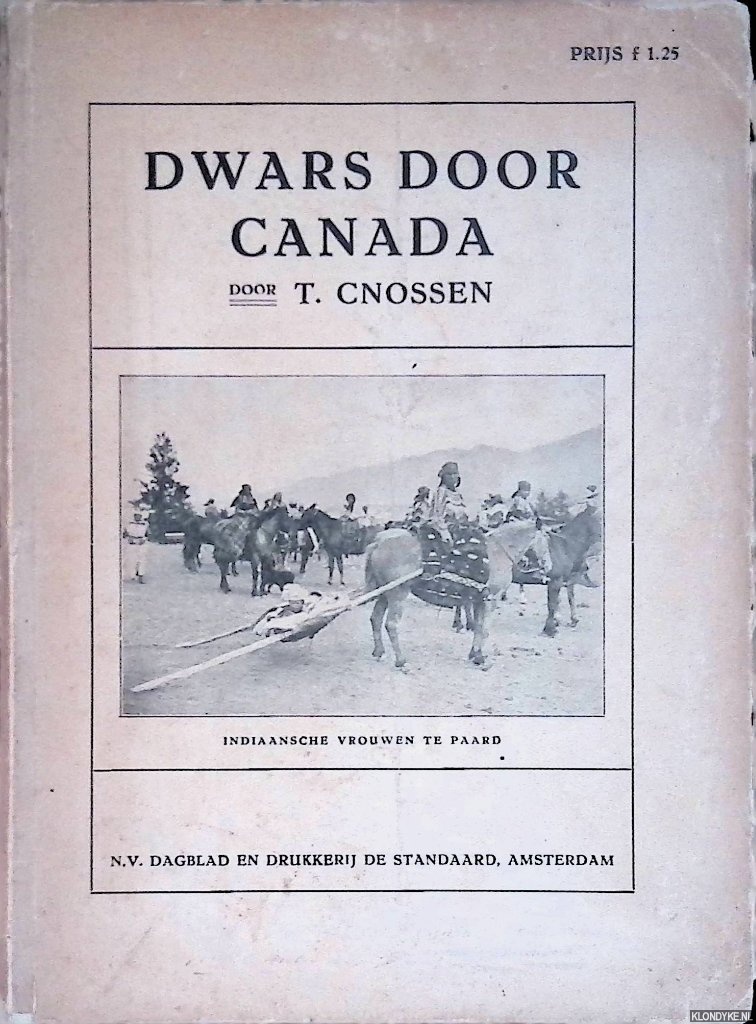 PRIJS f 1.25
DWARS DOOR
CANADA
DOOR T. CNOSSEN
INDIAANSCHE VROUWEN TE PAARD
N.V. DAGBLAD EN DRUKKERIJ DE STANDAARD, AMSTERDAM
KLONDYKE.NL